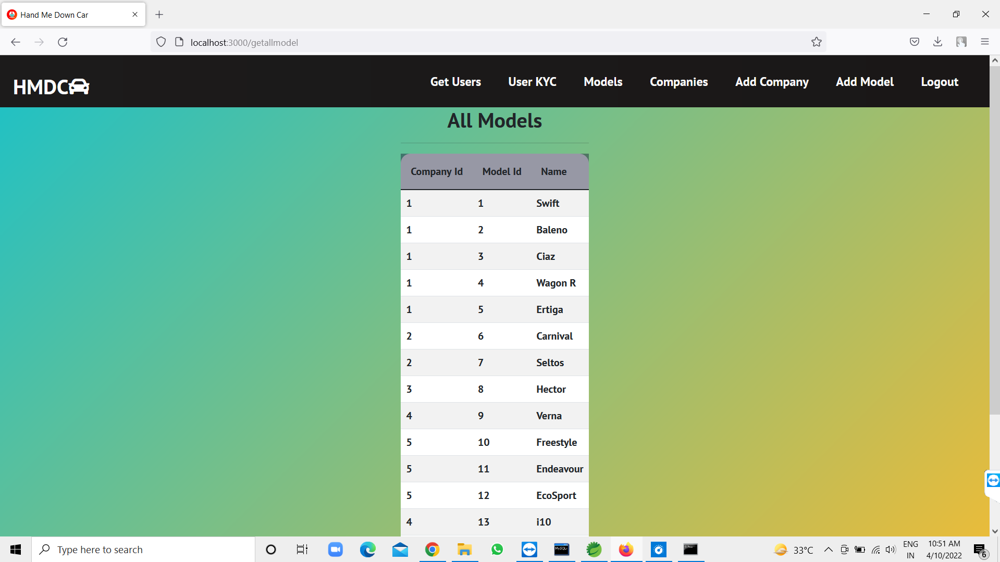 Hand Me Down Car
localhost:3000/getallmodel
HMDC
Get Users User KYC Models Companies Add Company Add Model Logout
All Models
Company Id Model Id Name
1 1 Swift
1 2 Baleno
1 3 Ciaz
1 4 Wagon R
1 5 Ertiga
2 6 Carnival
2 7 Seltos
3 8 Hector
4 9 Verna
5 10 Freestyle
5 11 Endeavour
5 12 EcoSport
4 13 i10
Type here to search
MySQL
33°C
ENG
IN
10:51 AM
4/10/2022
6